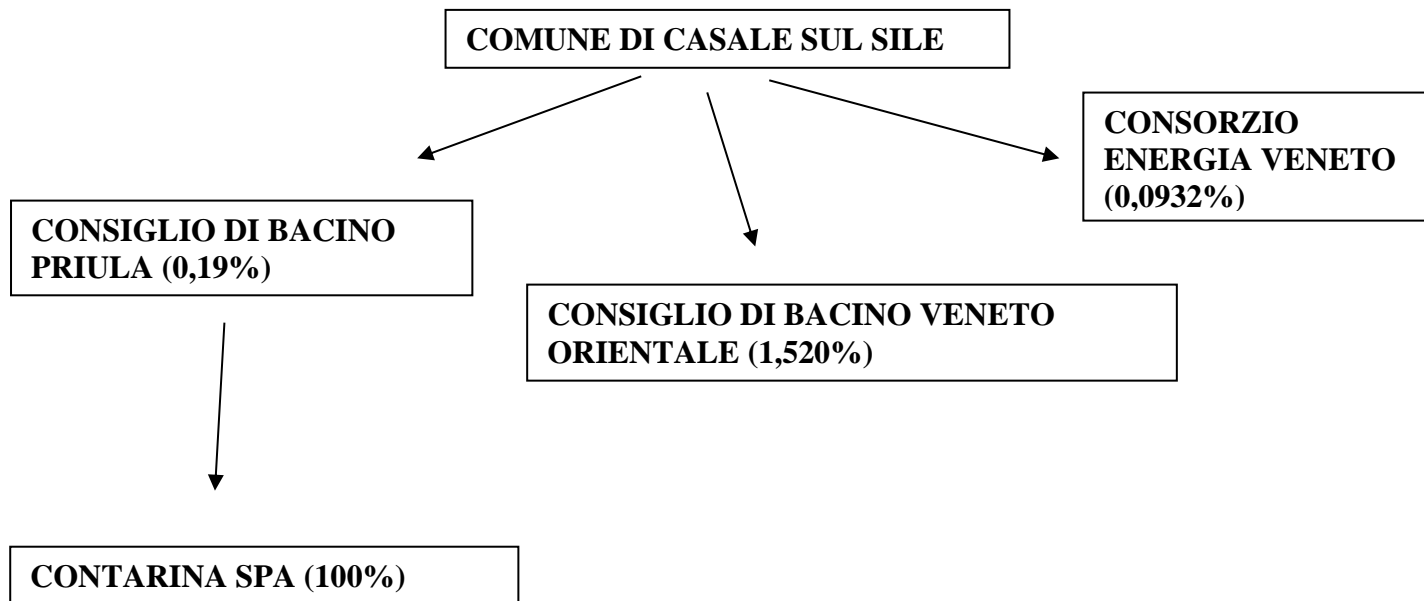 COMUNE DI CASALE SUL SILE
CONSORZIO
ENERGIA VENETO
(0,0932%)
CONSIGLIO DI BACINO
PRIULA (0,19%)
CONSIGLIO DI BACINO VENETO
ORIENTALE (1,520%)
CONTARINA SPA (100%)